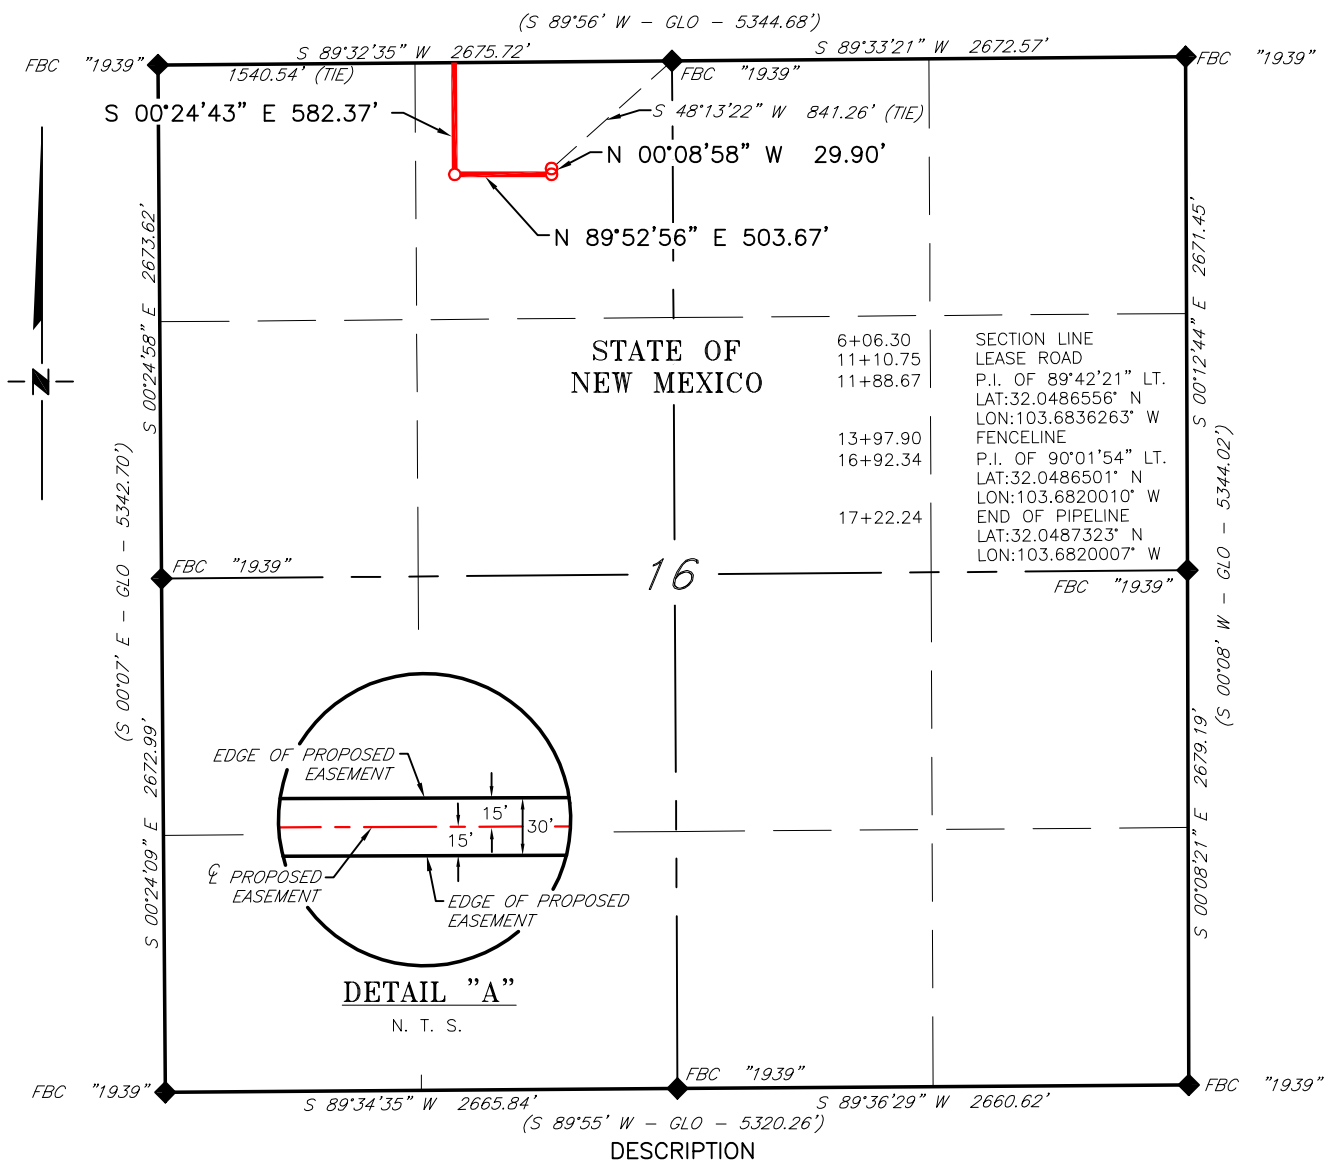 (S 89°56' W - GLO - 5344.68')
S 89°32'35" W 2675.72'
S 89°33'21" W 2672.57'
FBC "1939"
1540.54' (TIE)
FBC "1939"
FBC "1939"
S 00°24'43" E 582.37'
S 48°13'22" W 841.26' (TIE)
N 00°08'58" W 29.90'
N 89°52'56" E 503.67'
S 00°24'58" E 2673.62'
S 00°12'44" E 2671.45'
N
STATE OF
NEW MEXICO
6+06.30 SECTION LINE
11+10.75 LEASE ROAD
11+88.67 P.I. OF 89°42'21" LT.
LAT:32.0486556° N
LON:103.6836263° W
13+97.90 FENCELINE
16+92.34 P.I. OF 90°01'54" LT.
LAT:32.0486501° N
LON:103.6820010° W
17+22.24 END OF PIPELINE
LAT:32.0487323° N
LON:103.6820007° W
(S 00°07' E - GLO - 5342.70')
(S 00°08' W - GLO - 5344.02')
FBC "1939"
16
FBC "1939"
S 00°24'09" E 2672.99'
S 00°08'21" E 2679.19'
EDGE OF PROPOSED
EASEMENT
15'
30'
15'
℄ PROPOSED
EASEMENT
EDGE OF PROPOSED
EASEMENT
DETAIL "A"
N. T. S.
FBC "1939"
FBC "1939"
FBC "1939"
S 89°34'35" W 2665.84'
S 89°36'29" W 2660.62'
(S 89°55' W - GLO - 5320.26')
DESCRIPTION